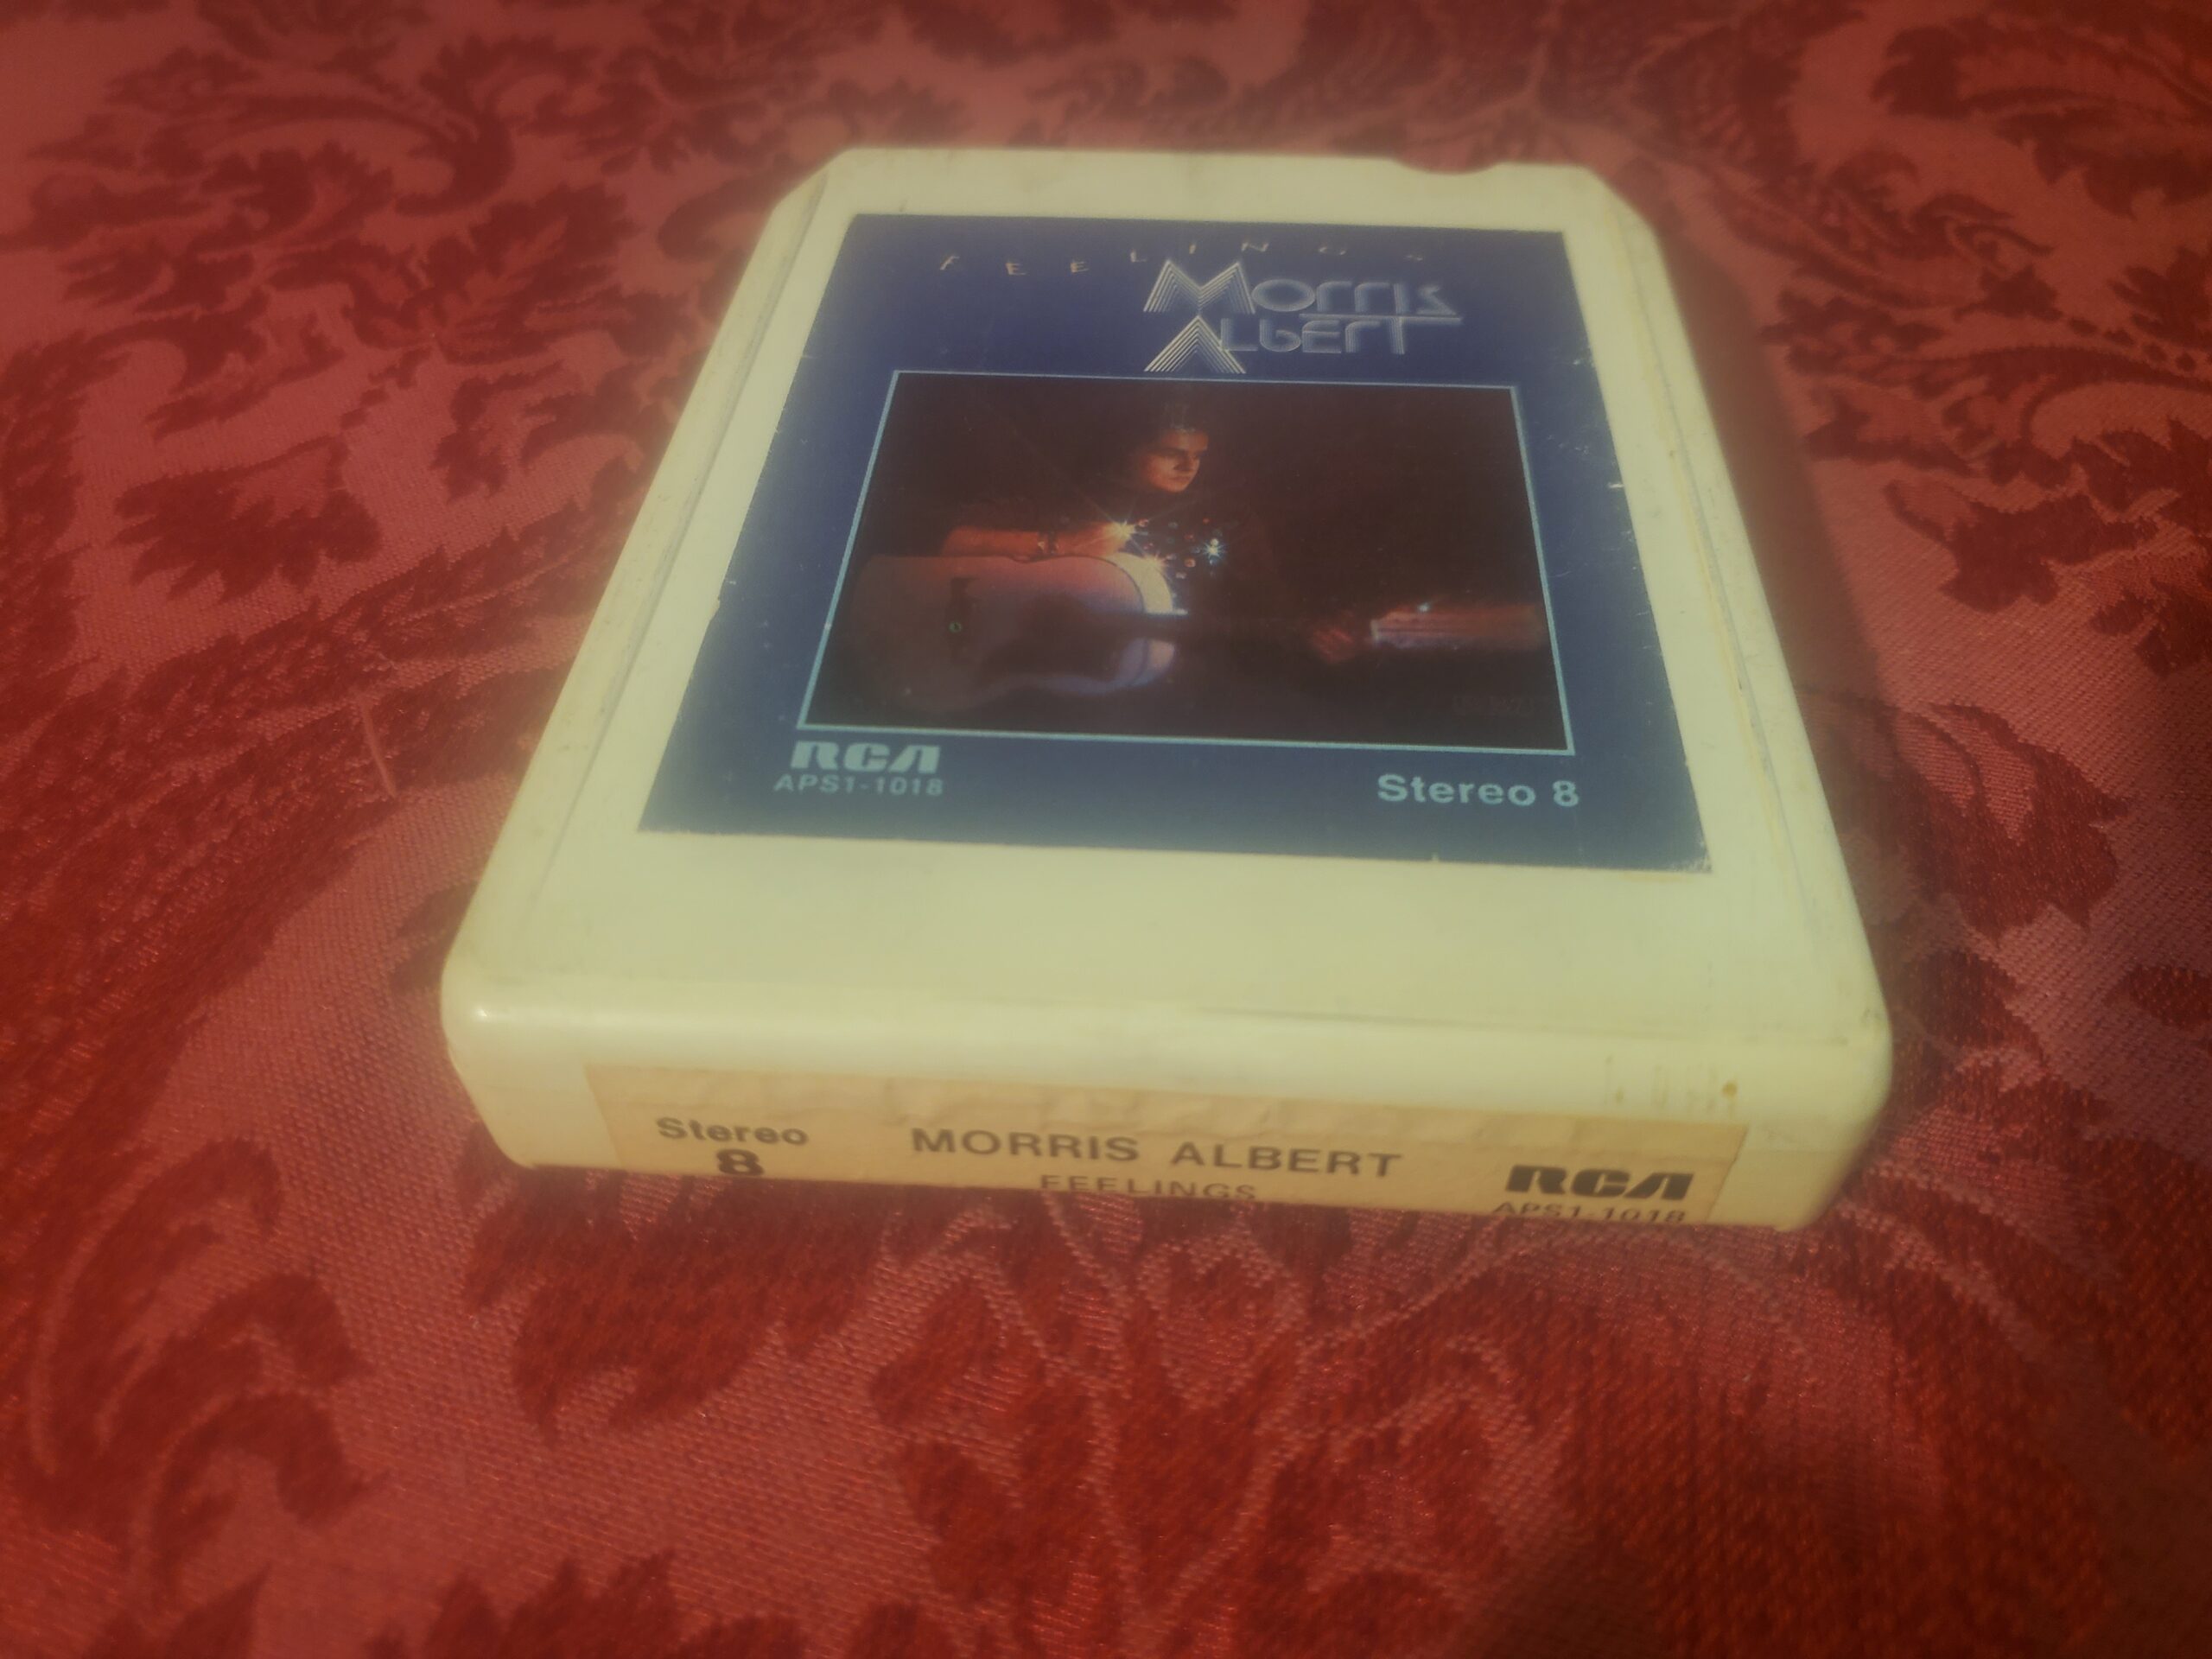 FEELINGS
Morris
Albert
RCA
APS1-1018
Stereo 8
Stereo
8
MORRIS ALBERT
FEELINGS
RCA
APS1-1018